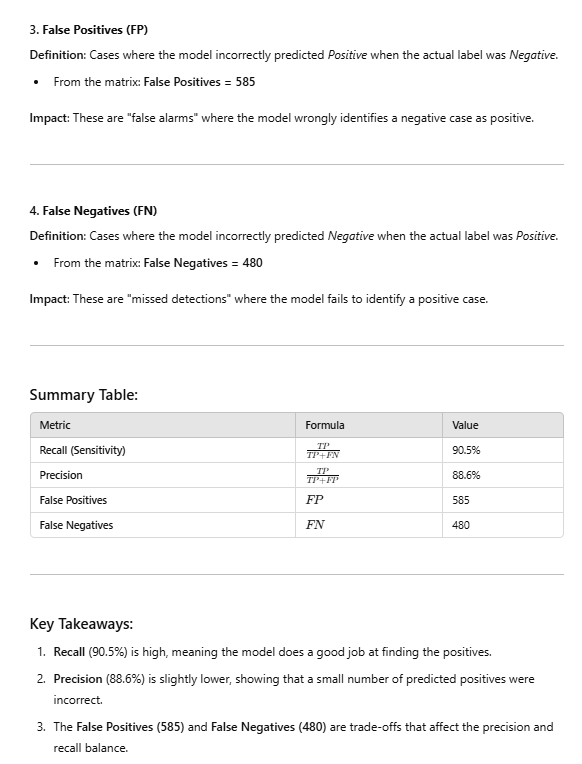 3. False Positives (FP)
Definition: Cases where the model incorrectly predicted Positive when the actual label was Negative.
• From the matrix: False Positives = 585
Impact: These are "false alarms" where the model wrongly identifies a negative case as positive.
4. False Negatives (FN)
Definition: Cases where the model incorrectly predicted Negative when the actual label was Positive.
• From the matrix: False Negatives = 480
Impact: These are "missed detections" where the model fails to identify a positive case.
Summary Table:
Metric Formula Value
Recall (Sensitivity) TP/TP+FN 90.5%
Precision TP/TP+FP 88.6%
False Positives FP 585
False Negatives FN 480
Key Takeaways:
1. Recall (90.5%) is high, meaning the model does a good job at finding the positives.
2. Precision (88.6%) is slightly lower, showing that a small number of predicted positives were
incorrect.
3. The False Positives (585) and False Negatives (480) are trade-offs that affect the precision and
recall balance.